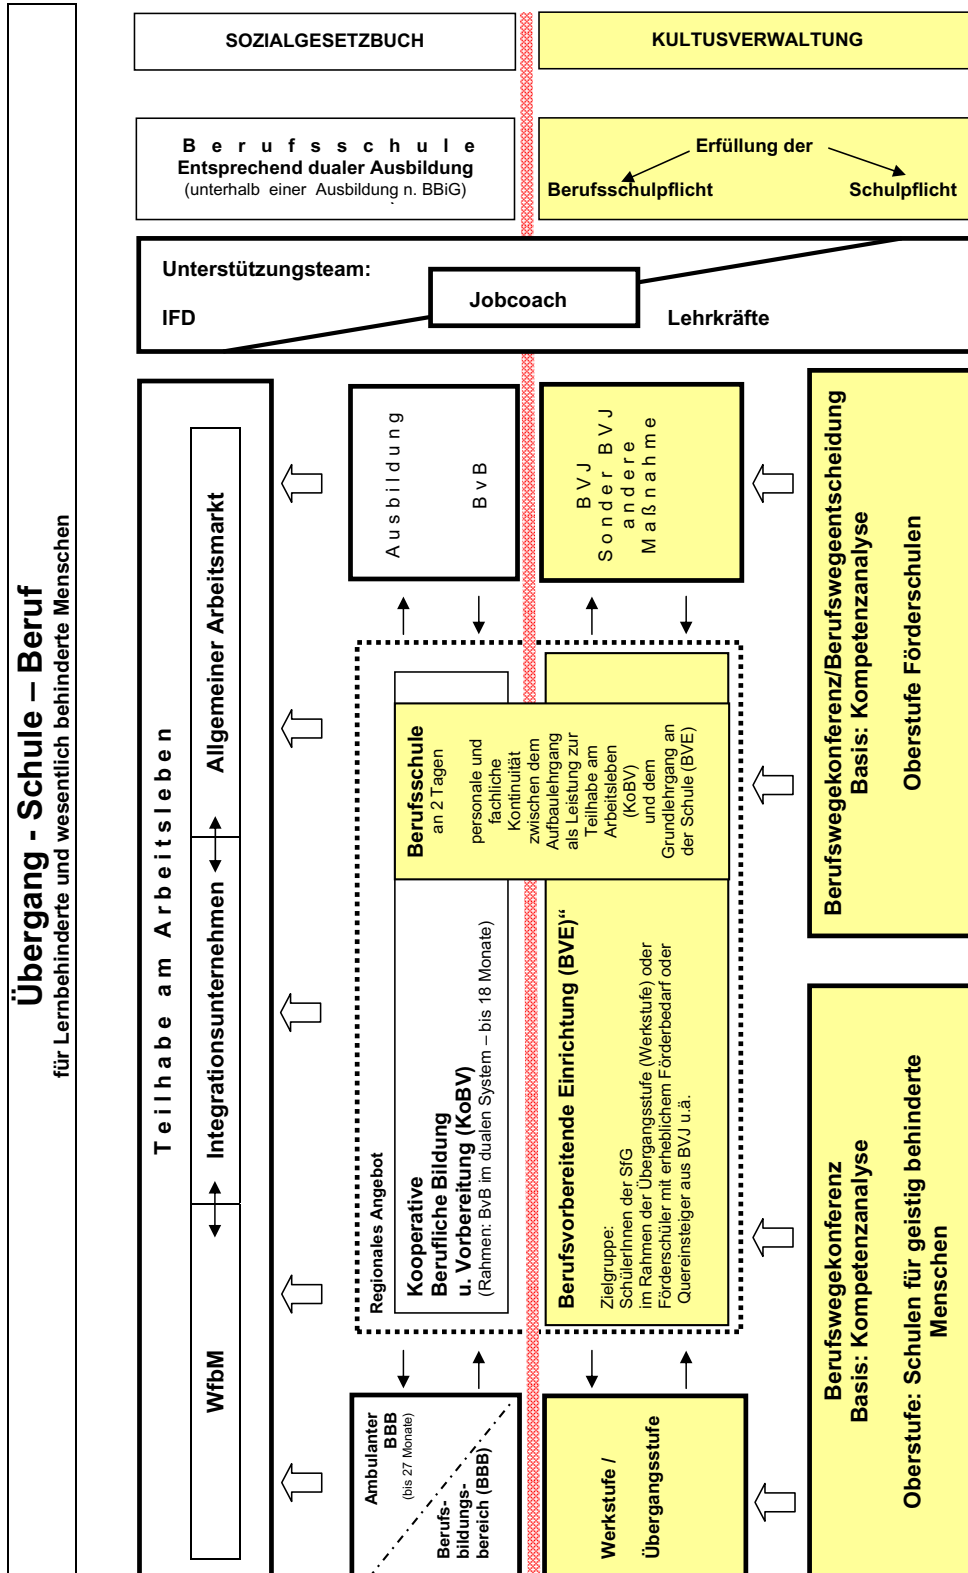 Übergang - Schule – Beruf
für Lernbehinderte und wesentlich behinderte Menschen
SOZIALGESETZBUCH
KULTUSVERWALTUNG
B e r u f s s c h u l e
Entsprechend dualer Ausbildung
(unterhalb einer Ausbildung n. BBiG)
Erfüllung der
Berufsschulpflicht
Schulpflicht
Unterstützungsteam:
IFD
Jobcoach
Lehrkräfte
T e i l h a b e a m A r b e i t s l e b e n
WfbM
Integrationsunternehmen
Allgemeiner Arbeitsmarkt
A u s b i l d u n g
B v B
B V J
S o n d e r B V J
a n d e r e
M a ß n a h m e
Berufswegekonferenz/Berufswegeentscheidung
Basis: Kompetenzanalyse
Oberstufe Förderschulen
Regionales Angebot
Kooperative
Berufliche Bildung
u. Vorbereitung (KoBV)
(Rahmen: BvB im dualen System – bis 18 Monate)
Berufsschule
an 2 Tagen
personale und
fachliche
Kontinuität
zwischen dem
Aufbaulehrgang
als Leistung zur
Teilhabe am
Arbeitsleben
(KoBV)
und dem
Grundlehrgang an
der Schule (BVE)
Berufsvorbereitende Einrichtung (BVE)“
Zielgruppe:
SchülerInnen der SfG
im Rahmen der Übergangsstufe (Werkstufe) oder
Förderschüler mit erheblichem Förderbedarf oder
Quereinsteiger aus BVJ u.ä.
Ambulanter
BBB
(bis 27 Monate)
Berufs-
bildungs-
bereich (BBB)
Werkstufe /
Übergangsstufe
Berufswegekonferenz
Basis: Kompetenzanalyse
Oberstufe: Schulen für geistig behinderte
Menschen